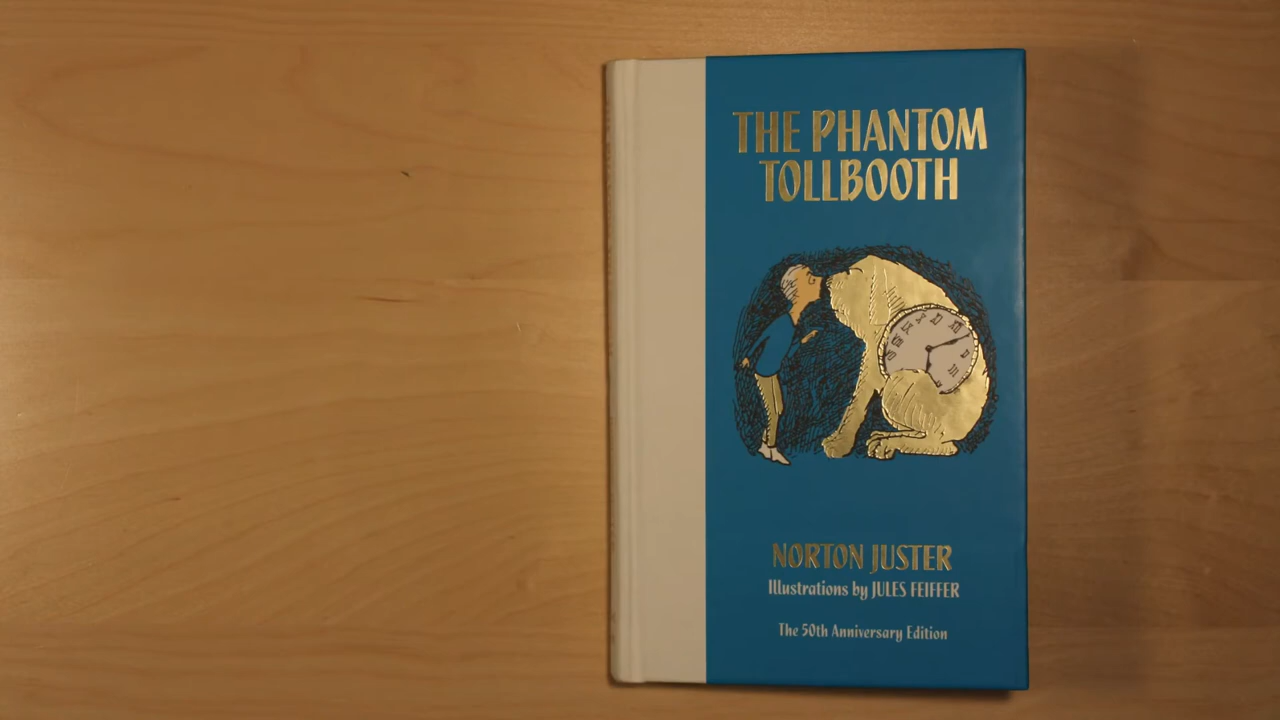 THE PHANTOM
TOLLBOOTH
NORTON JUSTER
Illustrations by JULES FEIFFER
The 50th Anniversary Edition